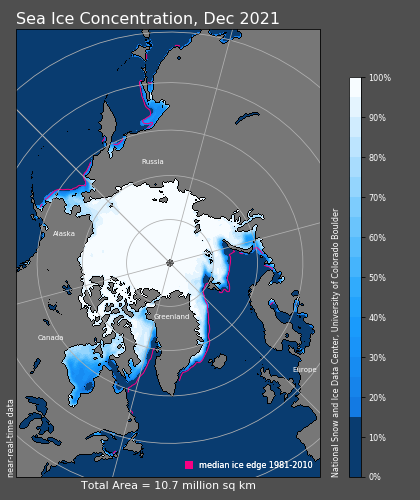 Sea Ice Concentration, Dec 2021
Russia
Alaska
Greenland
Canada
Europe
near-real-time data
median ice edge 1981-2010
Total Area = 10.7 million sq km
100%
90%
80%
70%
60%
50%
40%
30%
20%
10%
0%
National Snow and Ice Data Center, University of Colorado Boulder